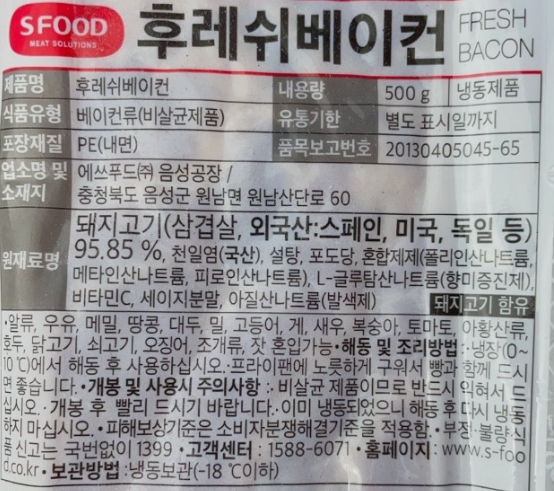 SFOOD
MEAT SOLUTIONS
후레쉬베이컨
FRESH
BACON
제품명 후레쉬베이컨 내용량 500 g 냉동제품
식품유형 베이컨류(비살균제품) 유통기한 별도 표시일까지
포장재질 PE(내면) 품목보고번호 20130405045-65
업소명 및 소재지 에쓰푸드㈜ 음성공장 /
충청북도 음성군 원남면 원남산단로 60
원재료명 돼지고기(삼겹살, 외국산:스페인, 미국, 독일 등)
95.85 %, 천일염(국산), 설탕, 포도당, 혼합제제(폴리인산나트륨,
메타인산나트륨, 피로인산나트륨), L-글루탐산나트륨(향미증진제),
비타민C, 세이지분말, 아질산나트륨(발색제) 돼지고기 함유
•알류, 우유, 메밀, 땅콩, 대두, 밀, 고등어, 게, 새우, 복숭아, 토마토, 아황산류,
호두, 닭고기, 쇠고기, 오징어, 조개류, 잣 혼입가능 •해동 및 조리방법 : 냉장(0~
10 ℃)에서 해동 후 사용하십시오. 프라이팬에 노릇하게 구워서 빵과 함께 드시
면 좋습니다. •개봉 및 사용시 주의사항 : 비살균 제품이므로 반드시 익혀서 드
십시오. · 개봉 후 빨리 드시기 바랍니다. 이미 냉동되었으니 해동 후 다시 냉동
하지 마십시오. •피해보상기준은 소비자분쟁해결기준을 적용함 •부정·불량식
품 신고는 국번없이 1399 •고객센터 : 1588-6071 •홈페이지 : www.s-foo
d.co.kr •보관방법 : 냉동보관(-18 ℃이하)